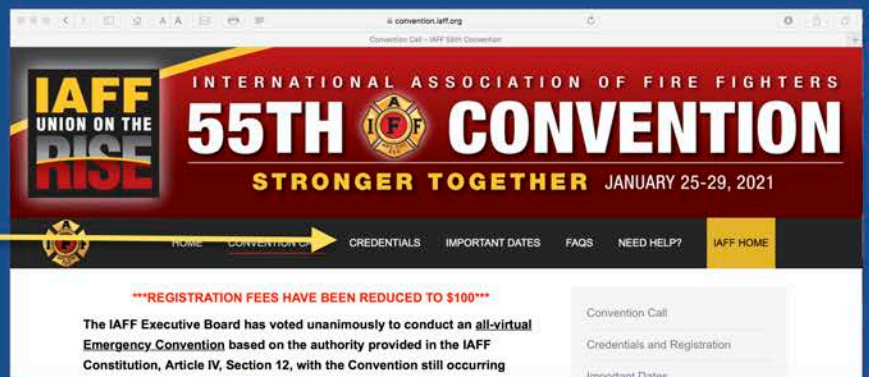 convention.iaff.org
Convention Call – IAFF 55th Convention
IAFF
UNION ON THE
RISE
INTERNATIONAL ASSOCIATION OF FIRE FIGHTERS
55TH IAFF CONVENTION
STRONGER TOGETHER JANUARY 25-29, 2021
HOME CONVENTION CREDENTIALS IMPORTANT DATES FAQS NEED HELP? IAFF HOME
***REGISTRATION FEES HAVE BEEN REDUCED TO $100***
The IAFF Executive Board has voted unanimously to conduct an all-virtual
Emergency Convention based on the authority provided in the IAFF
Constitution, Article IV, Section 12, with the Convention still occurring
Convention Call
Credentials and Registration
Important Dates